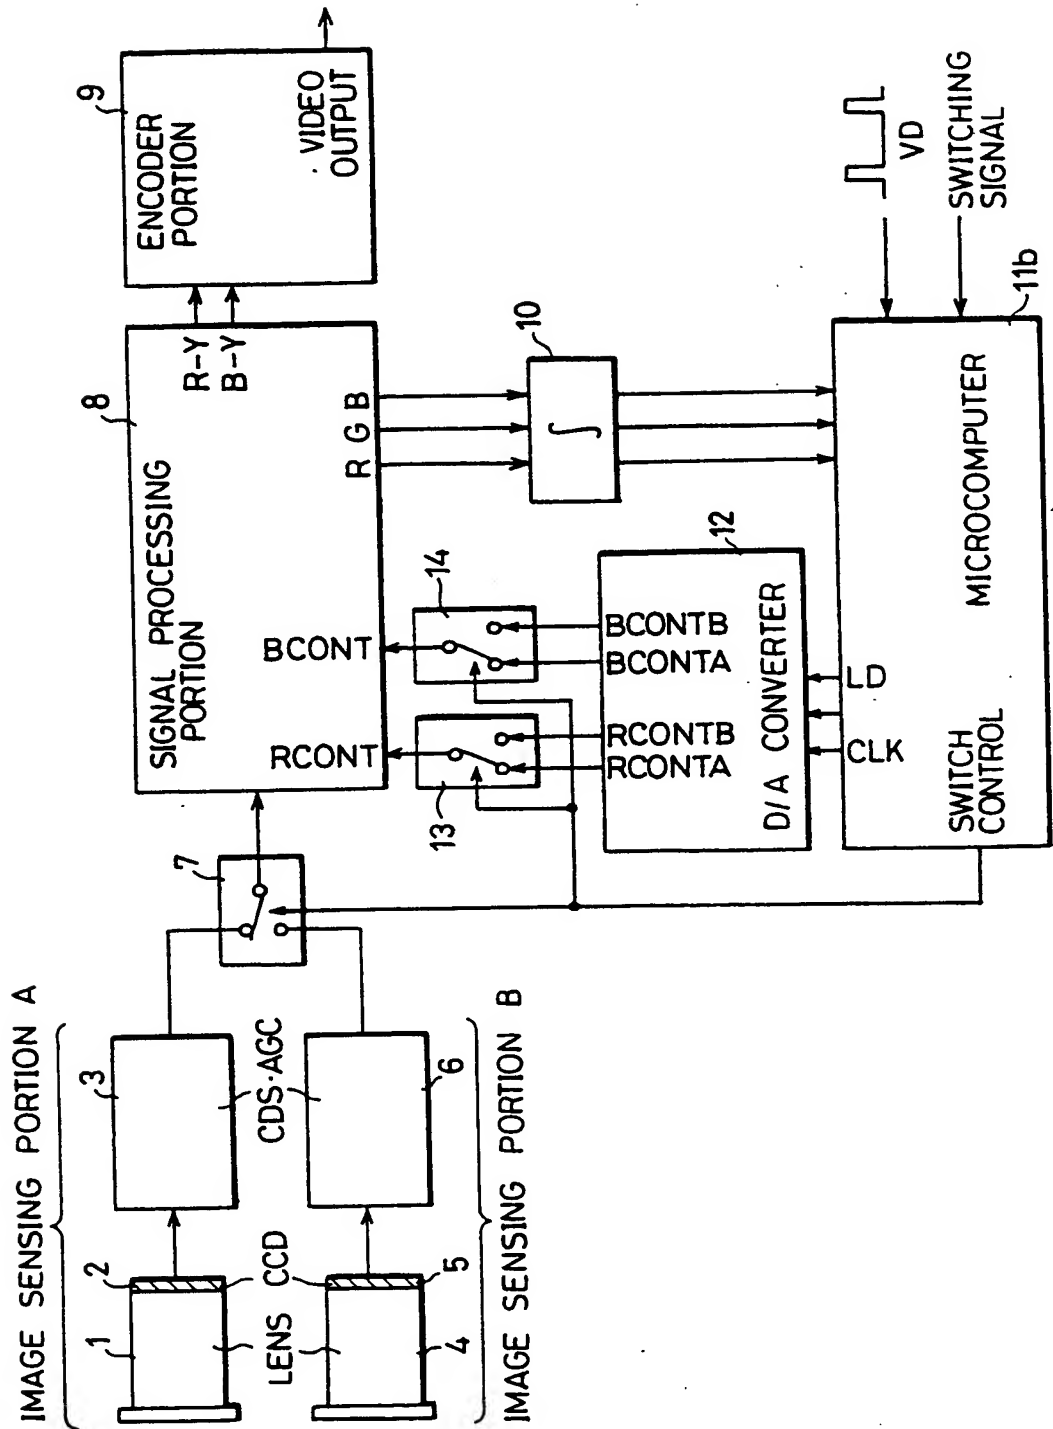 IMAGE SENSING PORTION A
1
2
3
LENS
CCD
CDS·AGC
4
5
6
IMAGE SENSING PORTION B
7
8
SIGNAL PROCESSING
PORTION
R-Y
B-Y
RCONT
BCONT
R
G
B
9
ENCODER
PORTION
VIDEO
OUTPUT
10
∫
13
14
RCONTA
RCONTB
BCONTA
BCONTB
12
D/A CONVERTER
CLK
LD
SWITCH
CONTROL
MICROCOMPUTER
11b
VD
SWITCHING
SIGNAL